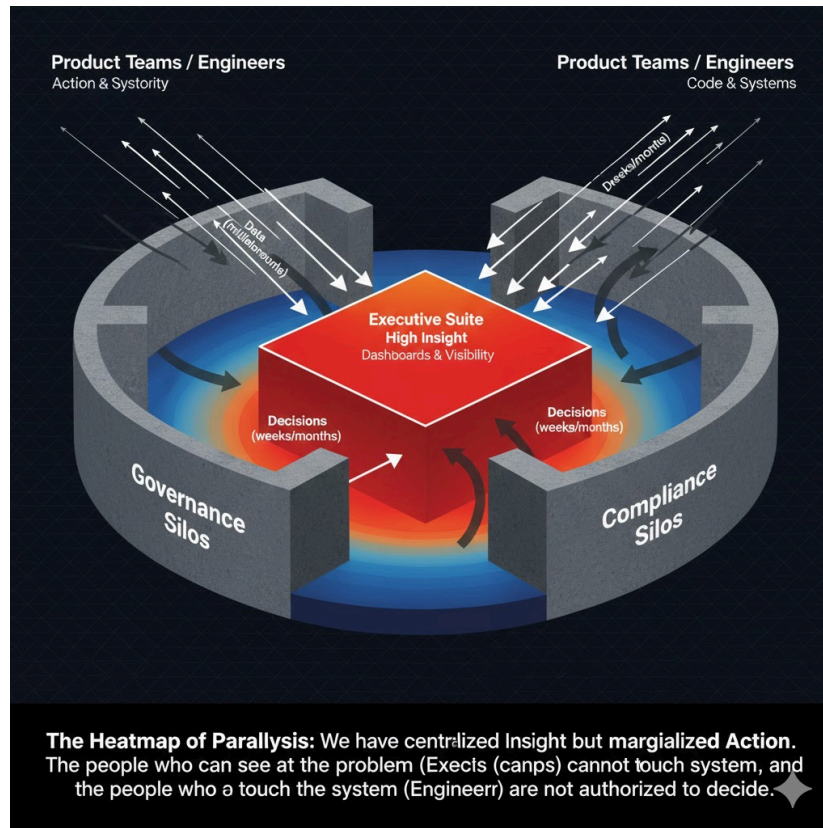 Product Teams / Engineers
Action & Systority
Product Teams / Engineers
Code & Systems
Data
Executive Suite
High Insight
Dashboards & Visibility
Decisions
(weeks/months)
Decisions
(weeks/months)
Governance
Silos
Compliance
Silos
The Heatmap of Parallysis: We have centrlized Insight but margialized Action.
The people who can see at the problem (Execis (canps) cannot touch system, and
the people who a touch the system (Engineerr) are not authorized to decide.